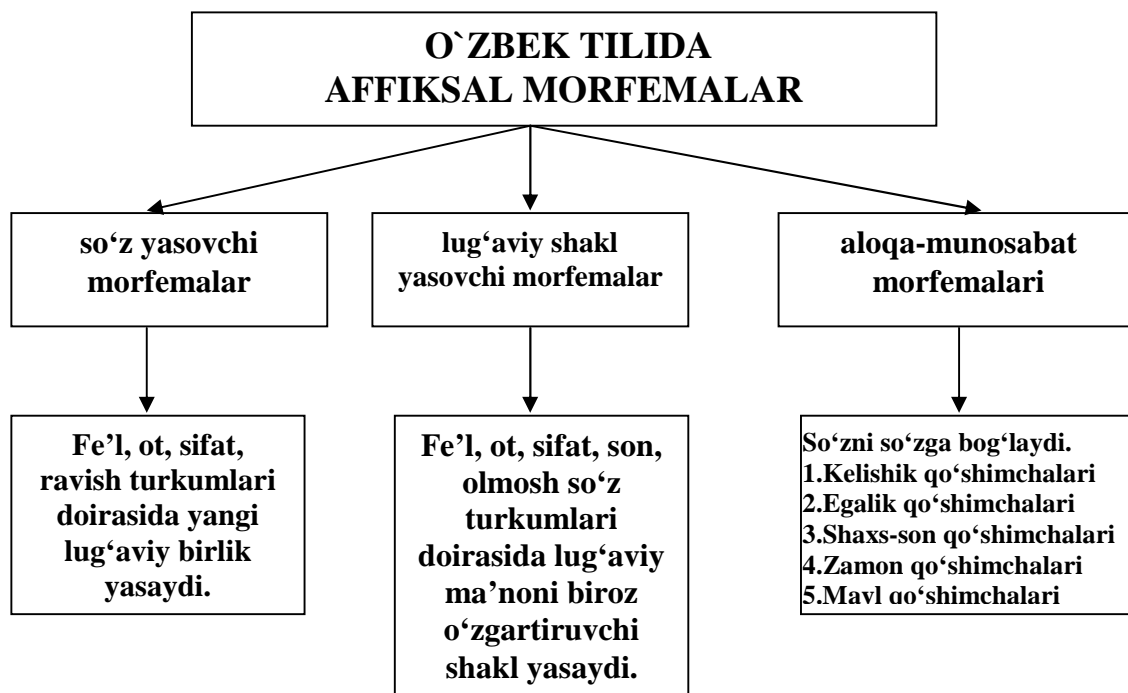 O`ZBEK TILIDA
AFFIKSAL MORFEMALAR
so‘z yasovchi
morfemalar
lug‘aviy shakl
yasovchi morfemalar
aloqa-munosabat
morfemalari
Fe’l, ot, sifat,
ravish turkumlari
doirasida yangi
lug‘aviy birlik
yasaydi.
Fe’l, ot, sifat, son,
olmosh so‘z
turkumlari
doirasida lug‘aviy
ma’noni biroz
o‘zgartiruvchi
shakl yasaydi.
So‘zni so‘zga bog‘laydi.
1.Kelishik qo‘shimchalari
2.Egalik qo‘shimchalari
3.Shaxs-son qo‘shimchalari
4.Zamon qo‘shimchalari
5.Mayl qo‘shimchalari